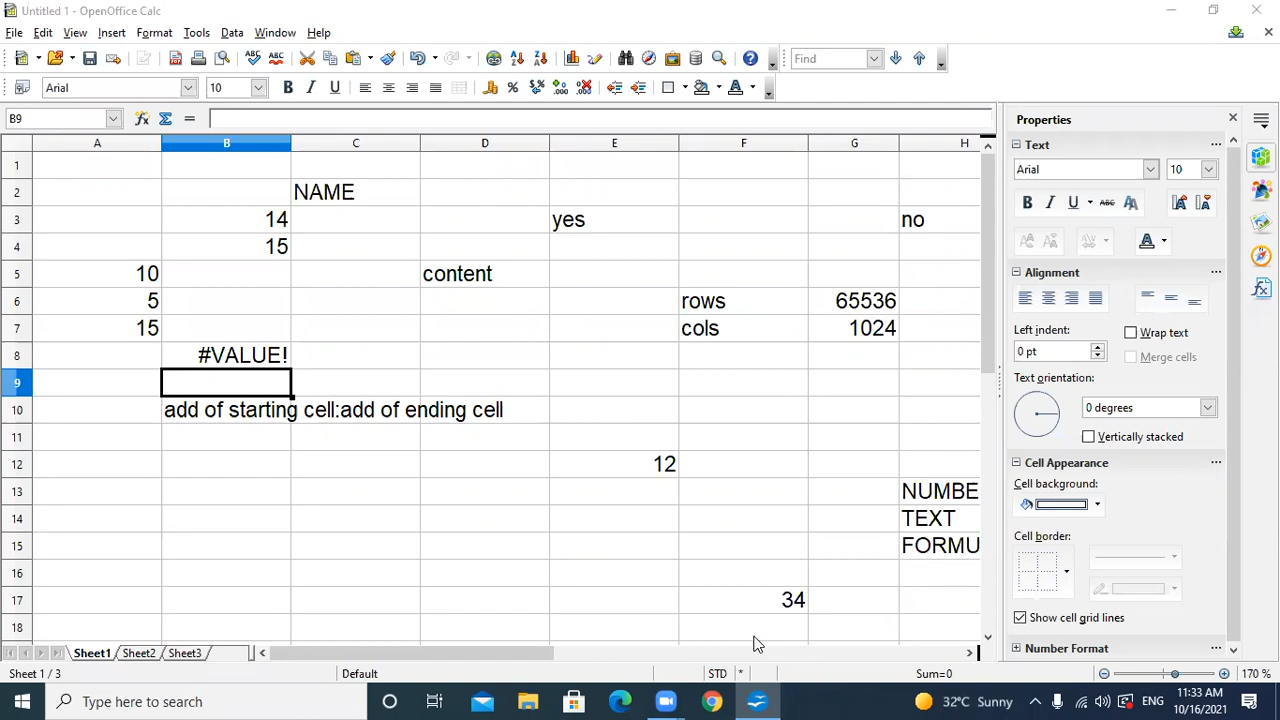 Untitled 1 - OpenOffice Calc
File Edit View Insert Format Tools Data Window Help
Find
Arial 10
B9
A B C D E F G H
1
2 NAME
3 14 yes no
4 15
5 10 content
6 5 rows 65536
7 15 cols 1024
8 #VALUE!
9
10 add of starting cell:add of ending cell
11
12 12
13 NUMBE
14 TEXT
15 FORMU
16
17 34
18
Sheet1 Sheet2 Sheet3
Sheet 1 / 3 Default STD * Sum=0 170 %
Properties
Text
Arial 10
Alignment
Left indent:
Wrap text
0 pt
Merge cells
Text orientation:
0 degrees
Vertically stacked
Cell Appearance
Cell background:
Cell border:
Show cell grid lines
Number Format
Type here to search
32°C Sunny
ENG
11:33 AM
10/16/2021